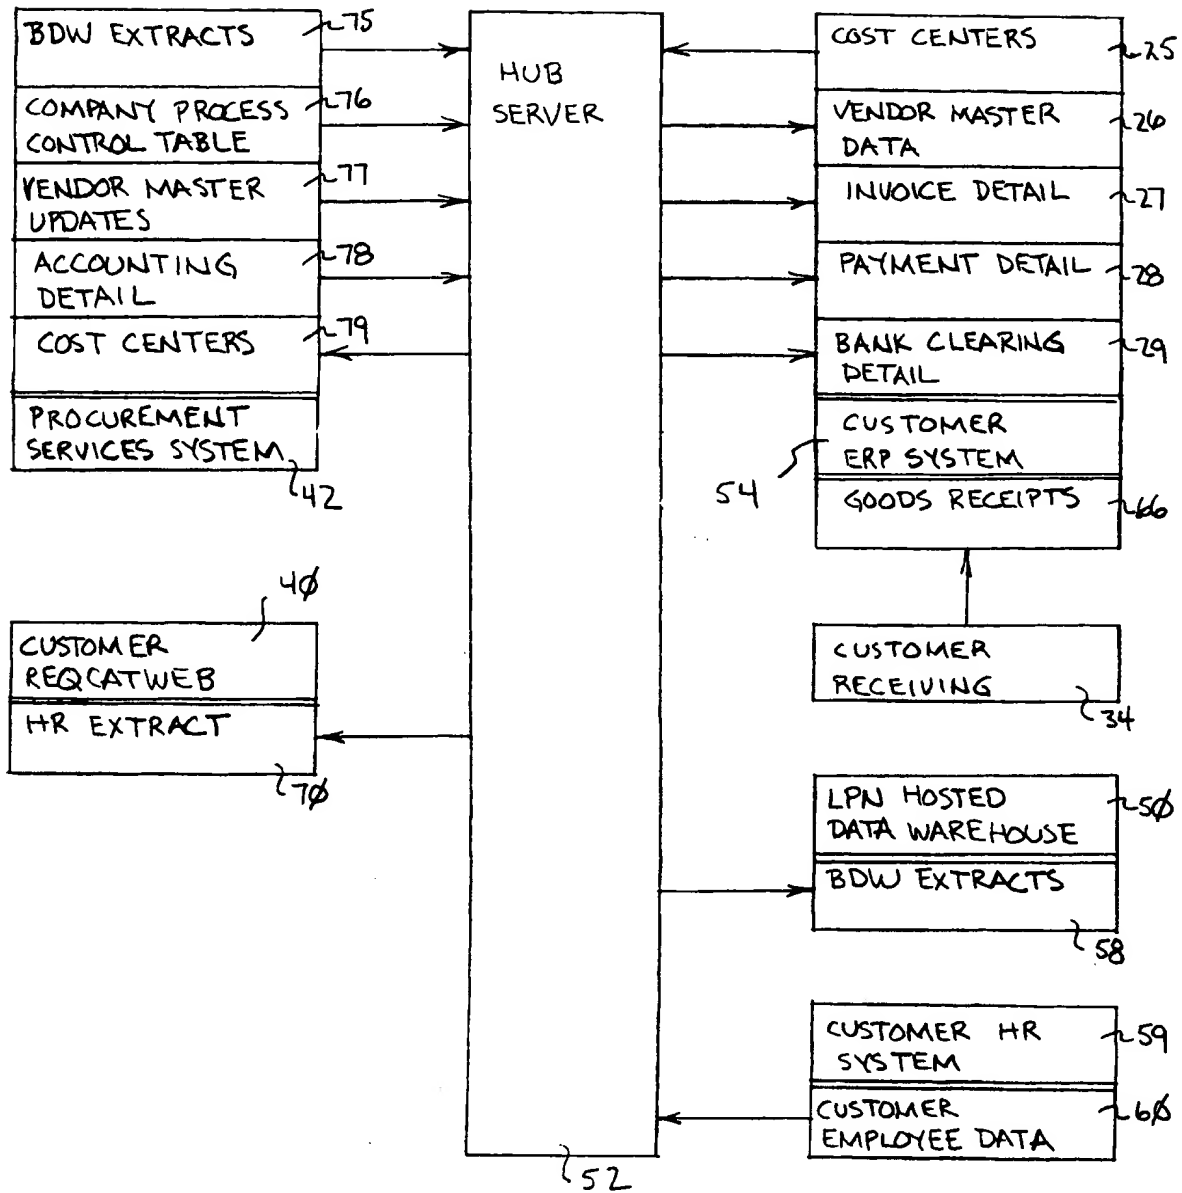 BDW EXTRACTS 75
COMPANY PROCESS 76
CONTROL TABLE
VENDOR MASTER 77
UPDATES
ACCOUNTING 78
DETAIL
COST CENTERS 79
PROCUREMENT
SERVICES SYSTEM
42
40
CUSTOMER
REQCATWEB
HR EXTRACT
70
HUB
SERVER
52
COST CENTERS 25
VENDOR MASTER 26
DATA
INVOICE DETAIL 27
PAYMENT DETAIL 28
BANK CLEARING 29
DETAIL
CUSTOMER
ERP SYSTEM
54
GOODS RECEIPTS 66
CUSTOMER
RECEIVING
34
LPN HOSTED 50
DATA WAREHOUSE
BDW EXTRACTS
58
CUSTOMER HR 59
SYSTEM
CUSTOMER 60
EMPLOYEE DATA